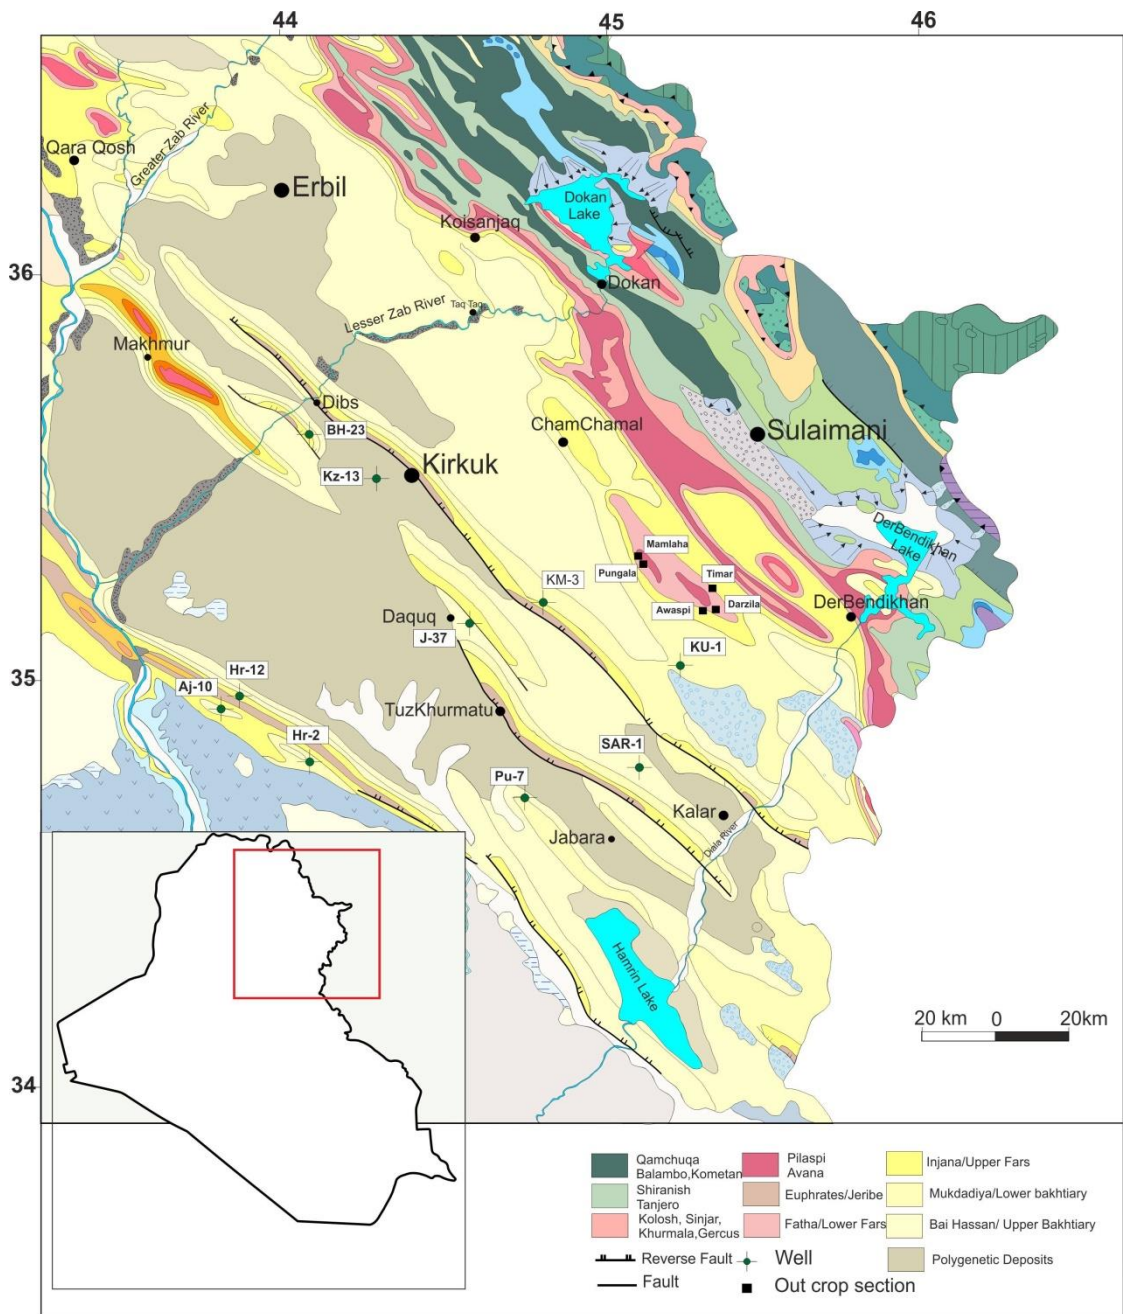 44
45
46
Qara Qosh
Greater Zab River
Erbil
Dokan
Lake
Koisanjaq
36
Dokan
Lesser Zab River
Taq Taq
Makhmur
Dibs
BH-23
ChamChamal
Sulaimani
Kirkuk
Kz-13
DerBendikhan
Lake
Mamlaha
Pungala
Timar
KM-3
Awaspi
Darzila
DerBendikhan
Daquq
J-37
KU-1
35
Hr-12
Aj-10
TuzKhurmatu
Hr-2
SAR-1
Pu-7
Kalar
Jabara
Diala River
Hamrin Lake
20 km
0
20km
34
Qamchuqa
Balambo,Kometan
Pilaspi
Avana
Injana/Upper Fars
Shiranish
Tanjero
Euphrates/Jeribe
Mukdadiya/Lower bakhtiary
Kolosh, Sinjar,
Khurmala,Gercus
Fatha/Lower Fars
Bai Hassan/ Upper Bakhtiary
Reverse Fault
Well
Polygenetic Deposits
Fault
Out crop section